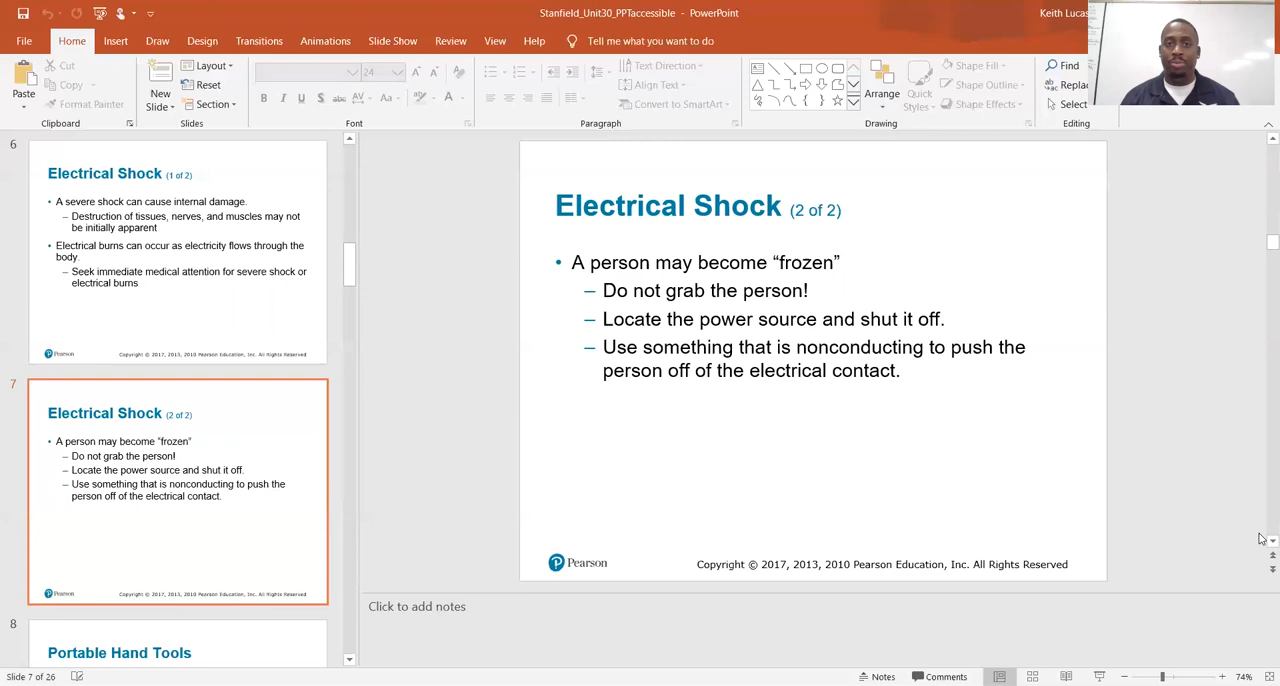 Stanfield_Unit30_PPTaccessible - PowerPoint
Keith Lucas
File Home Insert Draw Design Transitions Animations Slide Show Review View Help Tell me what you want to do
Paste
Cut
Copy
Format Painter
Clipboard
New Slide
Layout
Reset
Section
Slides
24
B I U S abc AV Aa A
Font
Text Direction
Align Text
Convert to SmartArt
Paragraph
Arrange
Quick Styles
Shape Fill
Shape Outline
Shape Effects
Drawing
Find
Replac
Select
Editing
6
Electrical Shock (1 of 2)
• A severe shock can cause internal damage.
– Destruction of tissues, nerves, and muscles may not
be initially apparent
• Electrical burns can occur as electricity flows through the
body.
– Seek immediate medical attention for severe shock or
electrical burns
Pearson
Copyright © 2017, 2013, 2010 Pearson Education, Inc. All Rights Reserved
7
Electrical Shock (2 of 2)
• A person may become “frozen”
– Do not grab the person!
– Locate the power source and shut it off.
– Use something that is nonconducting to push the
person off of the electrical contact.
Pearson
Copyright © 2017, 2013, 2010 Pearson Education, Inc. All Rights Reserved
8
Portable Hand Tools
Electrical Shock (2 of 2)
• A person may become “frozen”
– Do not grab the person!
– Locate the power source and shut it off.
– Use something that is nonconducting to push the
person off of the electrical contact.
Pearson
Copyright © 2017, 2013, 2010 Pearson Education, Inc. All Rights Reserved
Click to add notes
Slide 7 of 26
Notes
Comments
74%